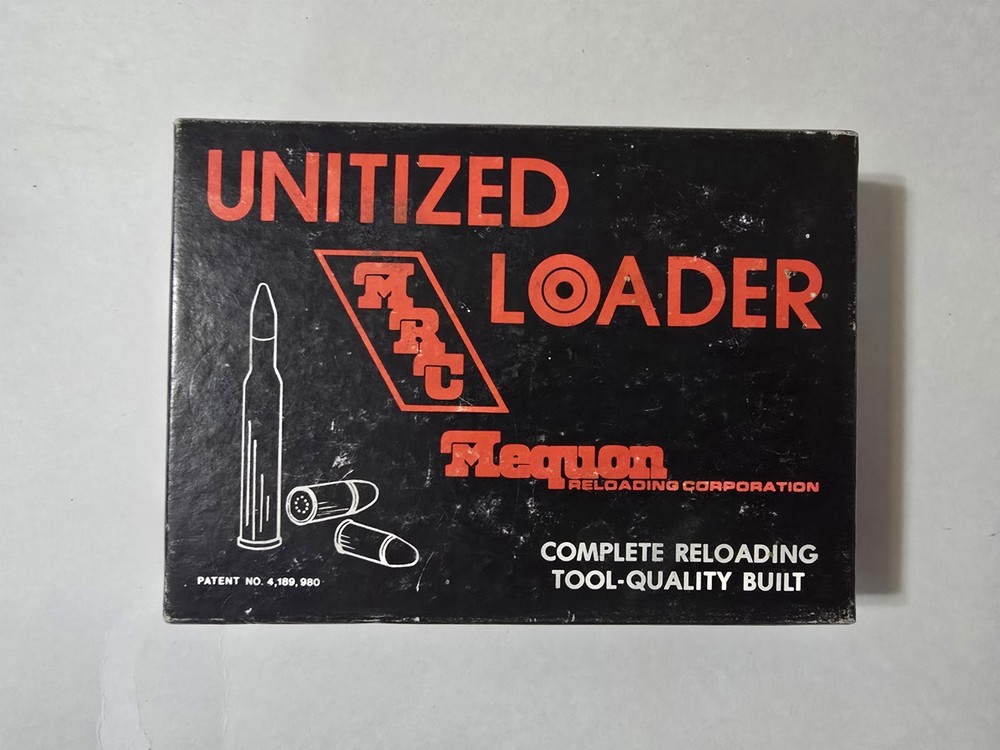 UNITIZED
LOADER
MRC
Mequon
RELOADING CORPORATION
COMPLETE RELOADING
TOOL-QUALITY BUILT
PATENT NO. 4,189,980